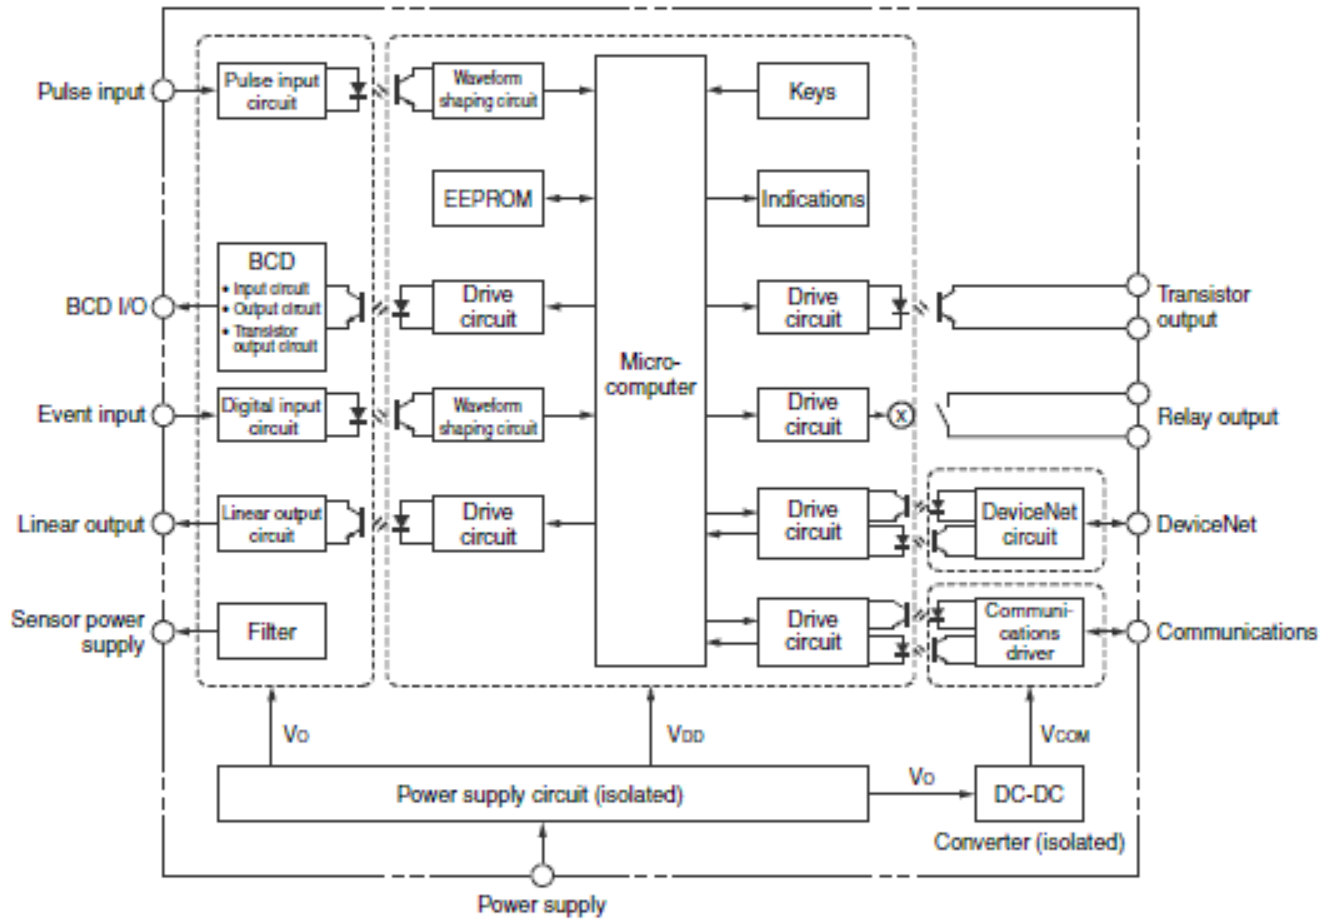 Pulse input
Pulse input
circuit
Waveform
shaping circuit
Keys
EEPROM
Indications
BCD I/O
BCD
• Input circuit
• Output circuit
• Transistor
output circuit
Drive
circuit
Micro-
computer
Drive
circuit
Transistor
output
Event input
Digital input
circuit
Waveform
shaping circuit
Drive
circuit
X
Relay output
Linear output
Linear output
circuit
Drive
circuit
Drive
circuit
DeviceNet
circuit
DeviceNet
Sensor power
supply
Filter
Drive
circuit
Communi-
cations
driver
Communications
VO
VDD
VCOM
Power supply circuit (isolated)
VO
DC-DC
Converter (isolated)
Power supply